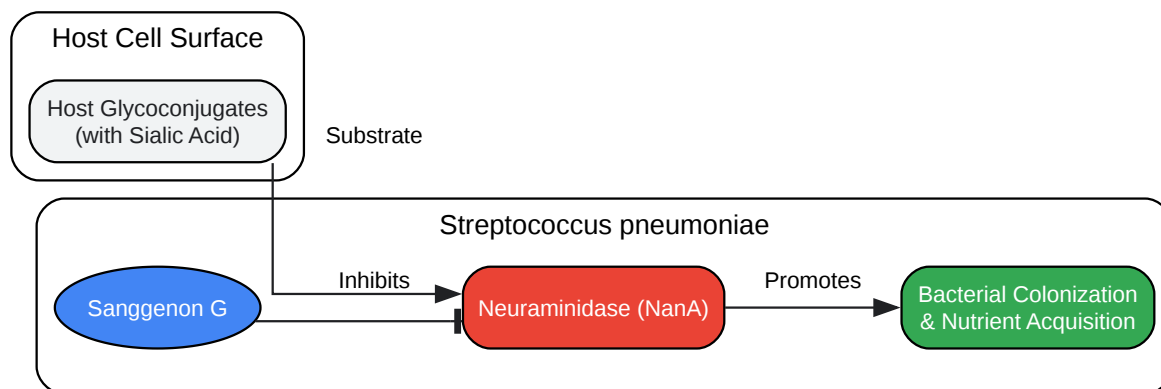 Host Cell Surface
Host Glycoconjugates
(with Sialic Acid)
Substrate
Streptococcus pneumoniae
Sanggenon G
Inhibits
Neuraminidase (NanA)
Promotes
Bacterial Colonization
& Nutrient Acquisition